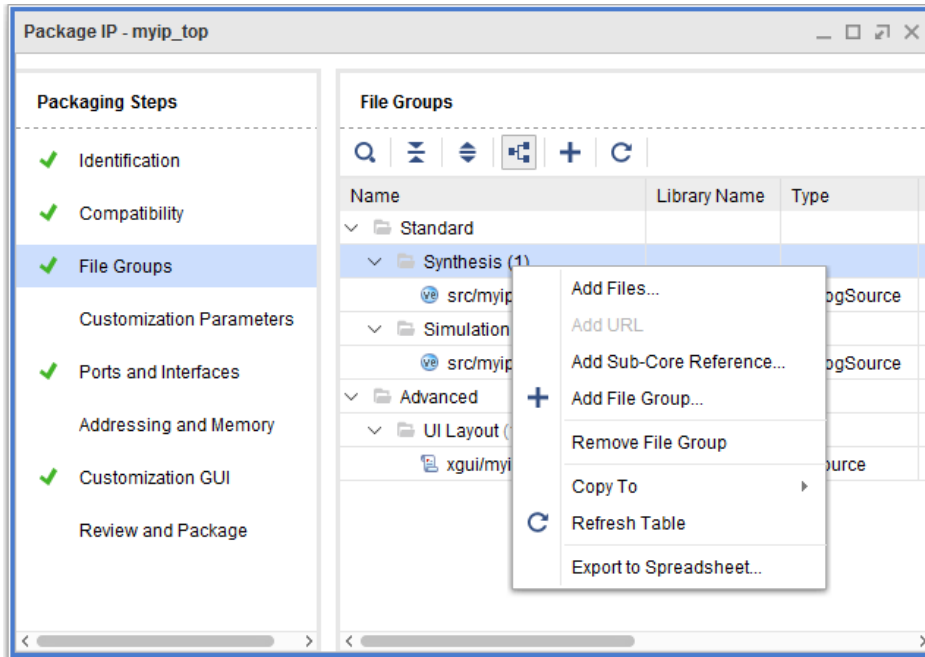 Package IP - myip_top
Packaging Steps
Identification
Compatibility
File Groups
Customization Parameters
Ports and Interfaces
Addressing and Memory
Customization GUI
Review and Package
File Groups
Name Library Name Type
Standard
Synthesis (1)
src/myip
Simulation
src/myip
Advanced
UI Layout
xgui/myi
Add Files...
Add URL
Add Sub-Core Reference...
Add File Group...
Remove File Group
Copy To
Refresh Table
Export to Spreadsheet...